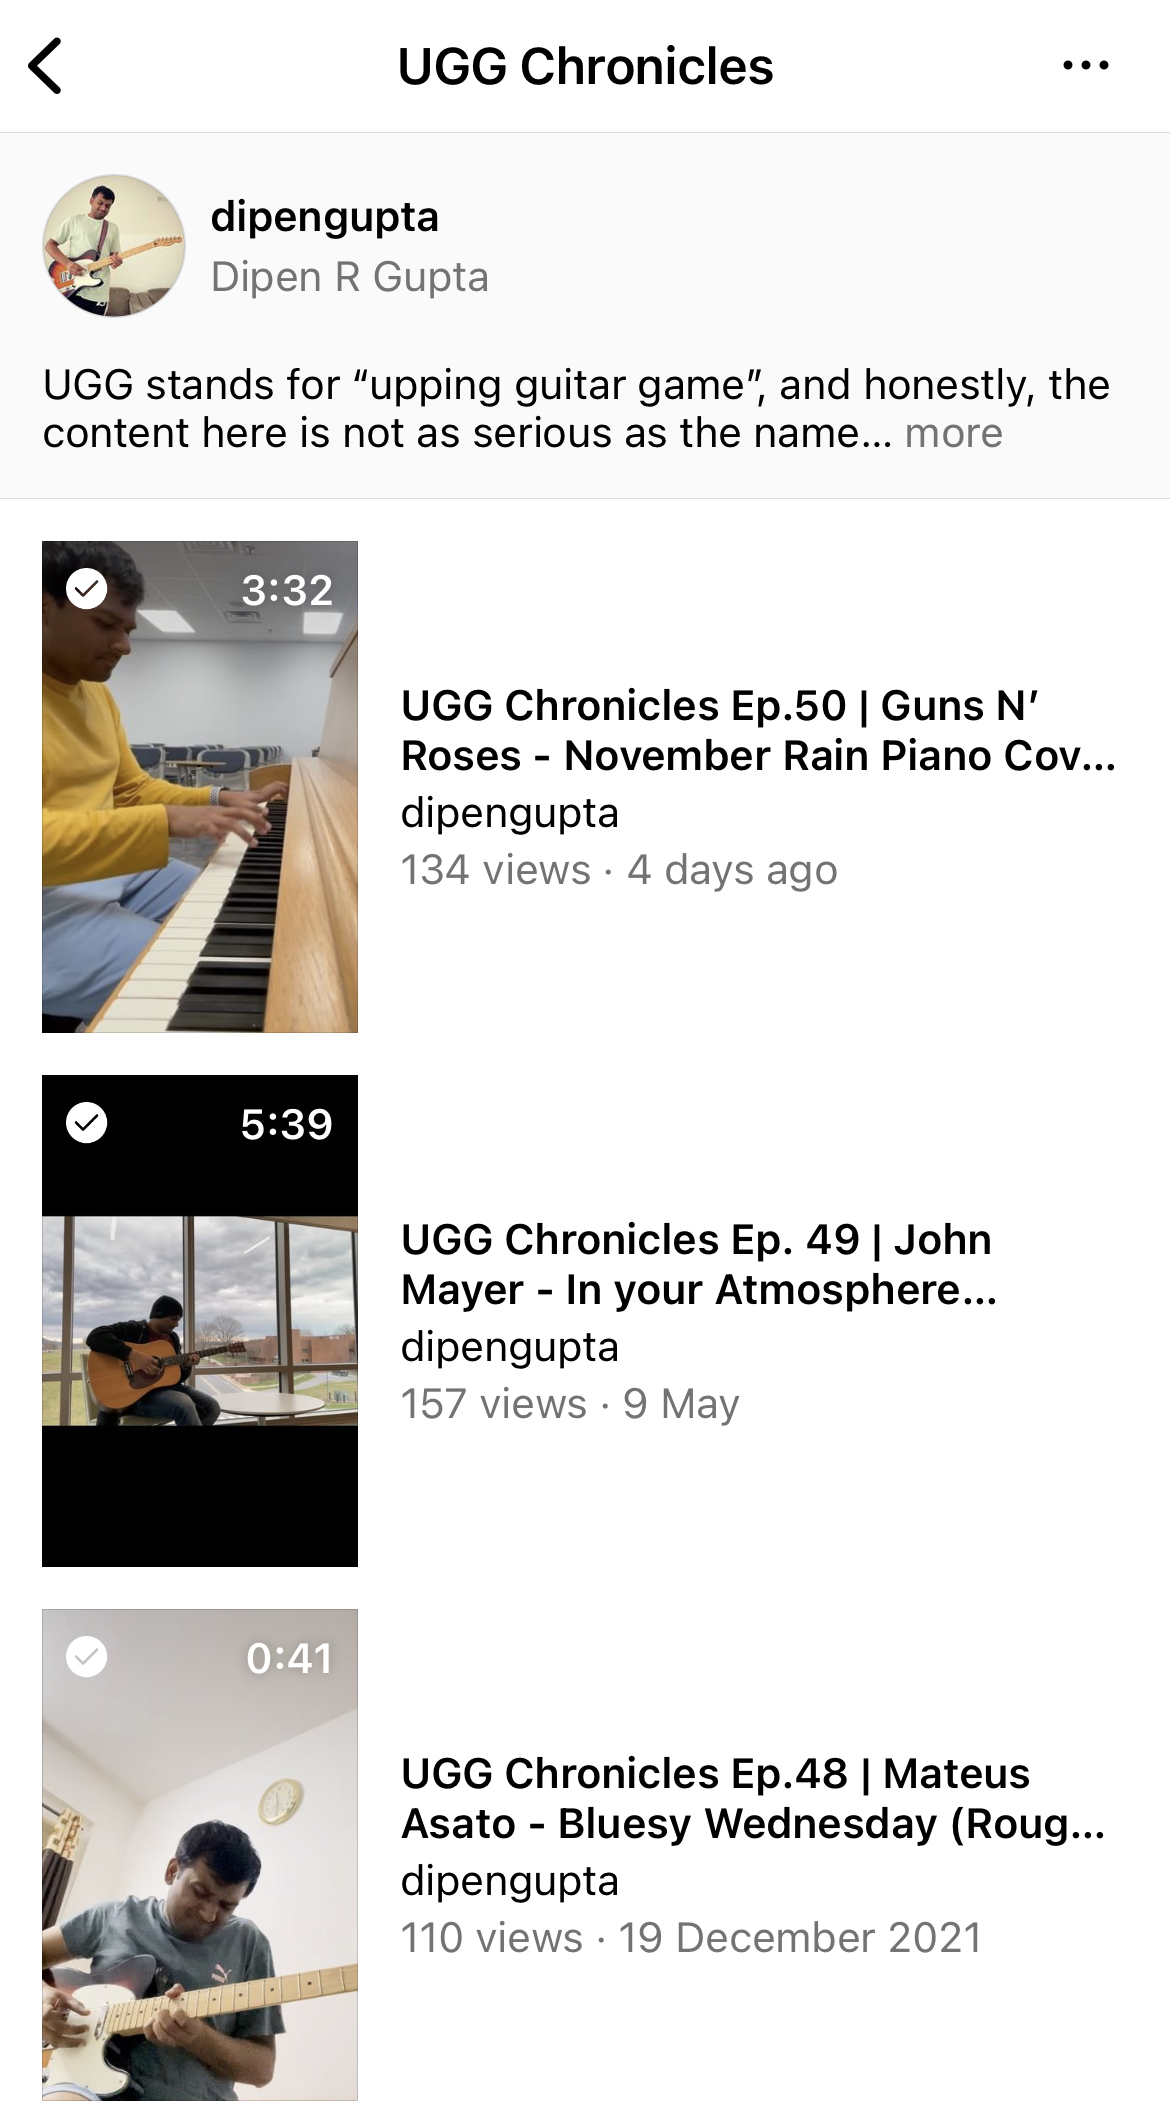 UGG Chronicles
dipengupta
Dipen R Gupta
UGG stands for “upping guitar game”, and honestly, the
content here is not as serious as the name... more
3:32
UGG Chronicles Ep.50 | Guns N’
Roses - November Rain Piano Cov...
dipengupta
134 views · 4 days ago
5:39
UGG Chronicles Ep. 49 | John
Mayer - In your Atmosphere...
dipengupta
157 views · 9 May
0:41
UGG Chronicles Ep.48 | Mateus
Asato - Bluesy Wednesday (Roug...
dipengupta
110 views · 19 December 2021